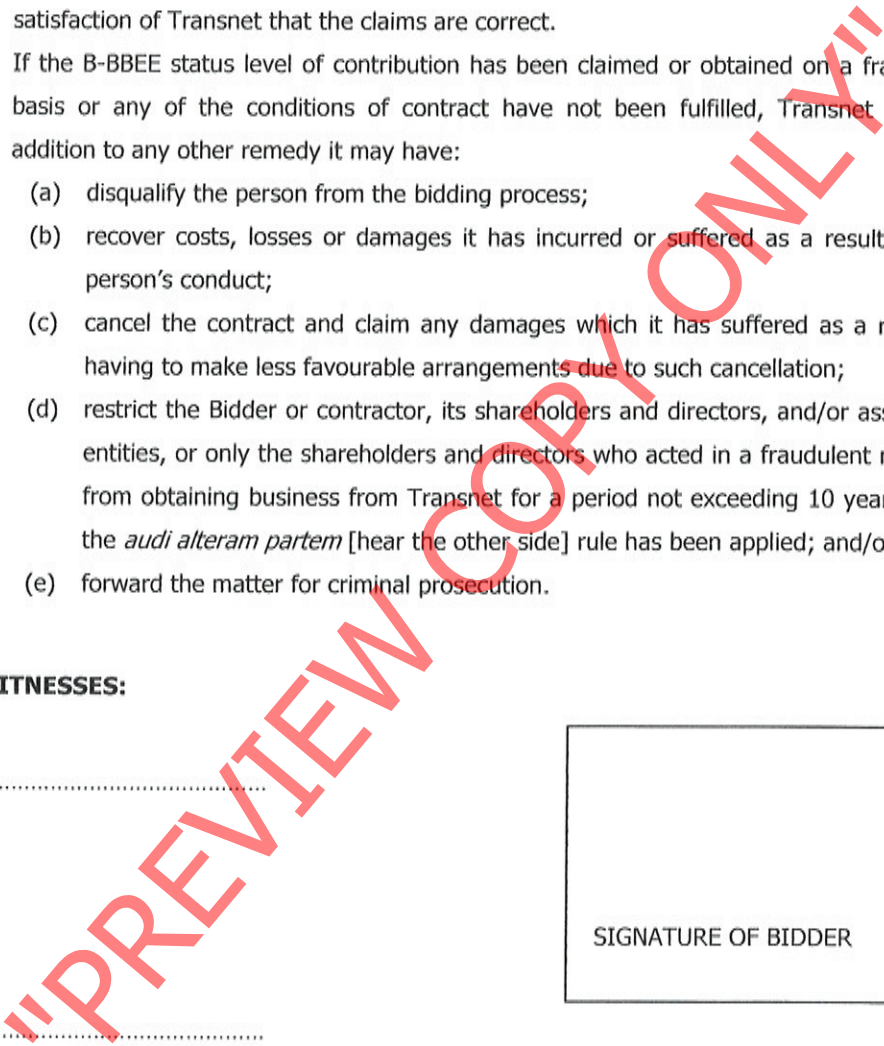 satisfaction of Transnet that the claims are correct.
If the B-BBEE status level of contribution has been claimed or obtained on a
basis or any of the conditions of contract have not been fulfilled, Transnet
addition to any other remedy it may have:
(a) disqualify the person from the bidding process;
(b) recover costs, losses or damages it has incurred or suffered as a result
person's conduct;
(c) cancel the contract and claim any damages which it has suffered as a
having to make less favourable arrangements due to such cancellation;
(d) restrict the Bidder or contractor, its shareholders and directors, and/or
entities, or only the shareholders and directors who acted in a fraudulent
from obtaining business from Transnet for a period not exceeding 10
the audi alteram partem [hear the other side] rule has been applied;
(e) forward the matter for criminal prosecution.
ITNESSES:
SIGNATURE OF BIDDER
"PREVIEW COPY ONLY"